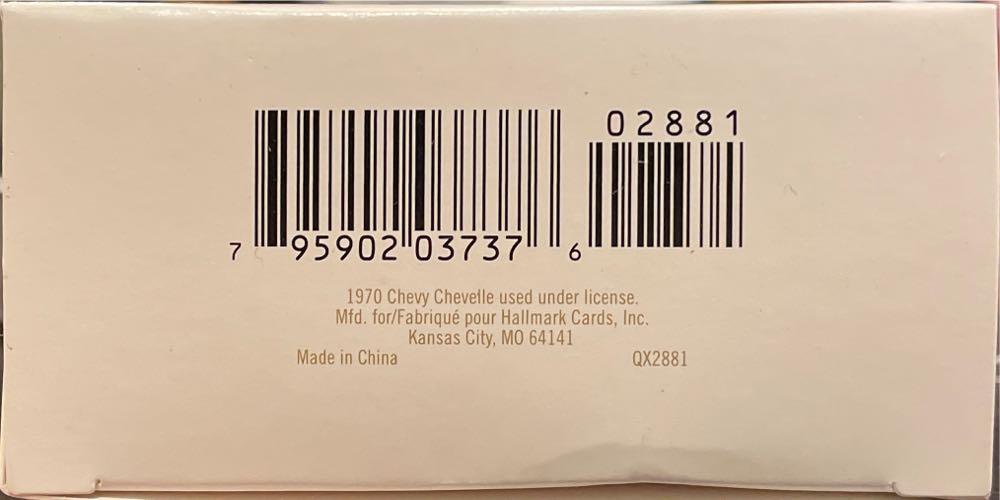 02881
7 95902 03737 6
1970 Chevy Chevelle used under license.
Mfd. for/Fabriqué pour Hallmark Cards, Inc.
Kansas City, MO 64141
Made in China QX2881